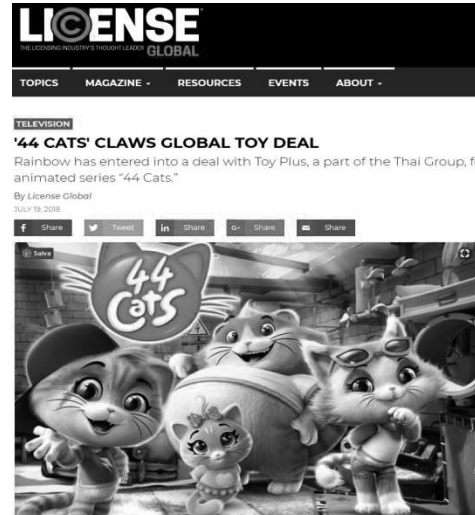 LICENSE
THE LICENSING INDUSTRY'S THOUGHT LEADER GLOBAL
TOPICS MAGAZINE RESOURCES EVENTS ABOUT
TELEVISION
'44 CATS' CLAWS GLOBAL TOY DEAL
Rainbow has entered into a deal with Toy Plus, a part of the Thai Group, f
animated series “44 Cats.”
By License Global
JULY 19, 2018
f Share Tweet in Share G+ Share Share
Salva
44
Cats